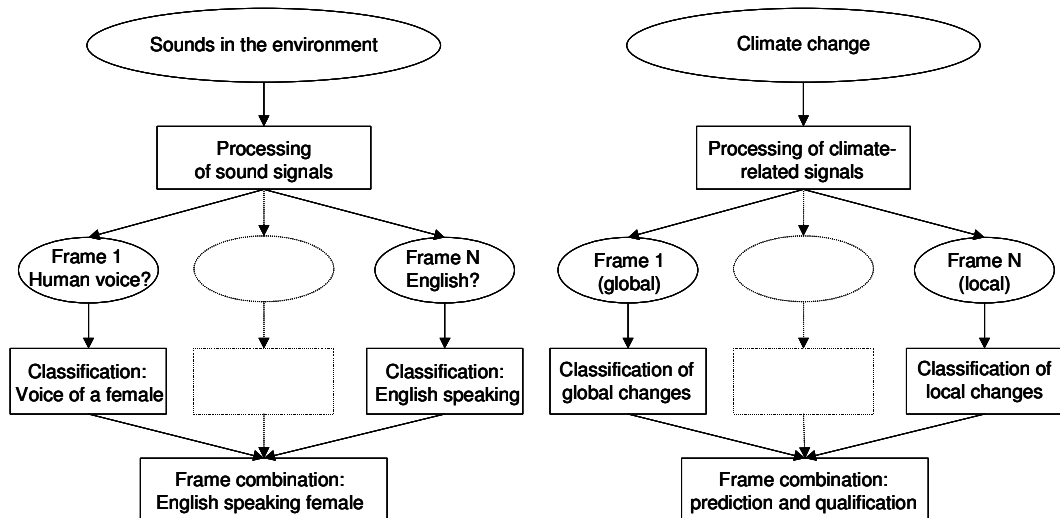 Sounds in the environment
Processing
of sound signals
Frame 1
Human voice?
Frame N
English?
Classification:
Voice of a female
Classification:
English speaking
Frame combination:
English speaking female
Climate change
Processing of climate-
related signals
Frame 1
(global)
Frame N
(local)
Classification of
global changes
Classification of
local changes
Frame combination:
prediction and qualification